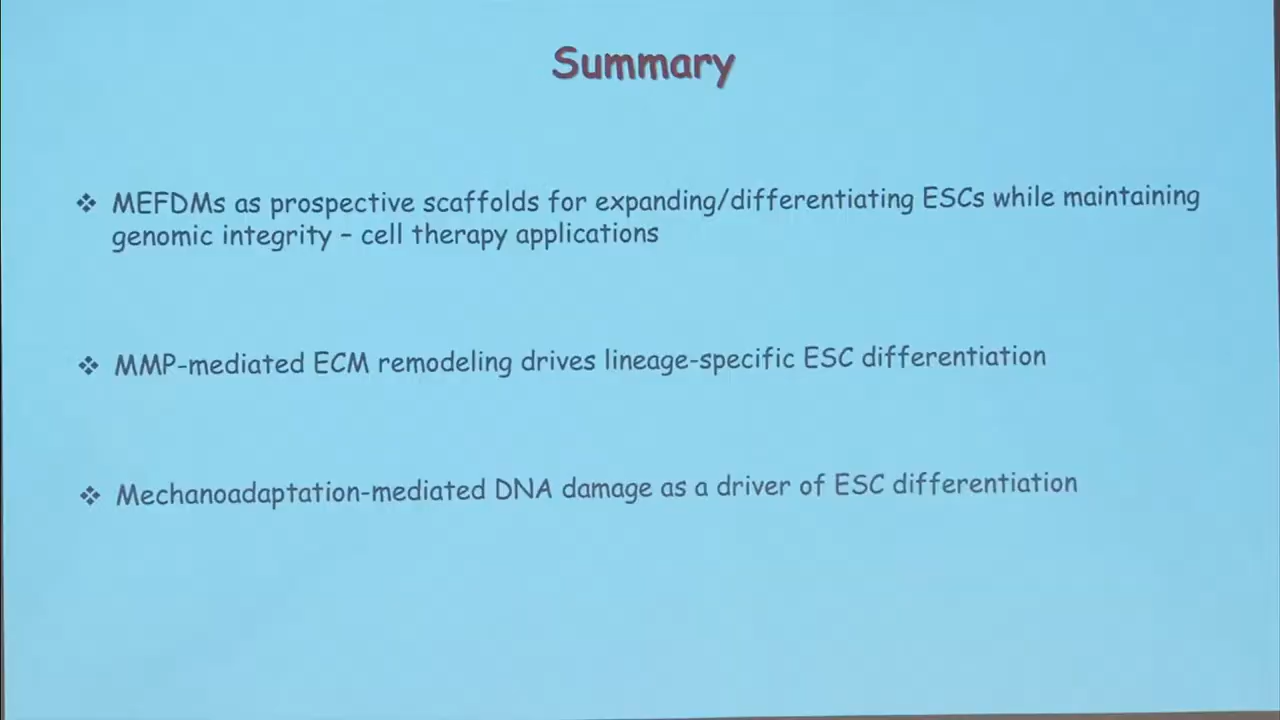 Summary
❖ MEFDMs as prospective scaffolds for expanding/differentiating ESCs while maintaining
genomic integrity – cell therapy applications
❖ MMP-mediated ECM remodeling drives lineage-specific ESC differentiation
❖ Mechanoadaptation-mediated DNA damage as a driver of ESC differentiation